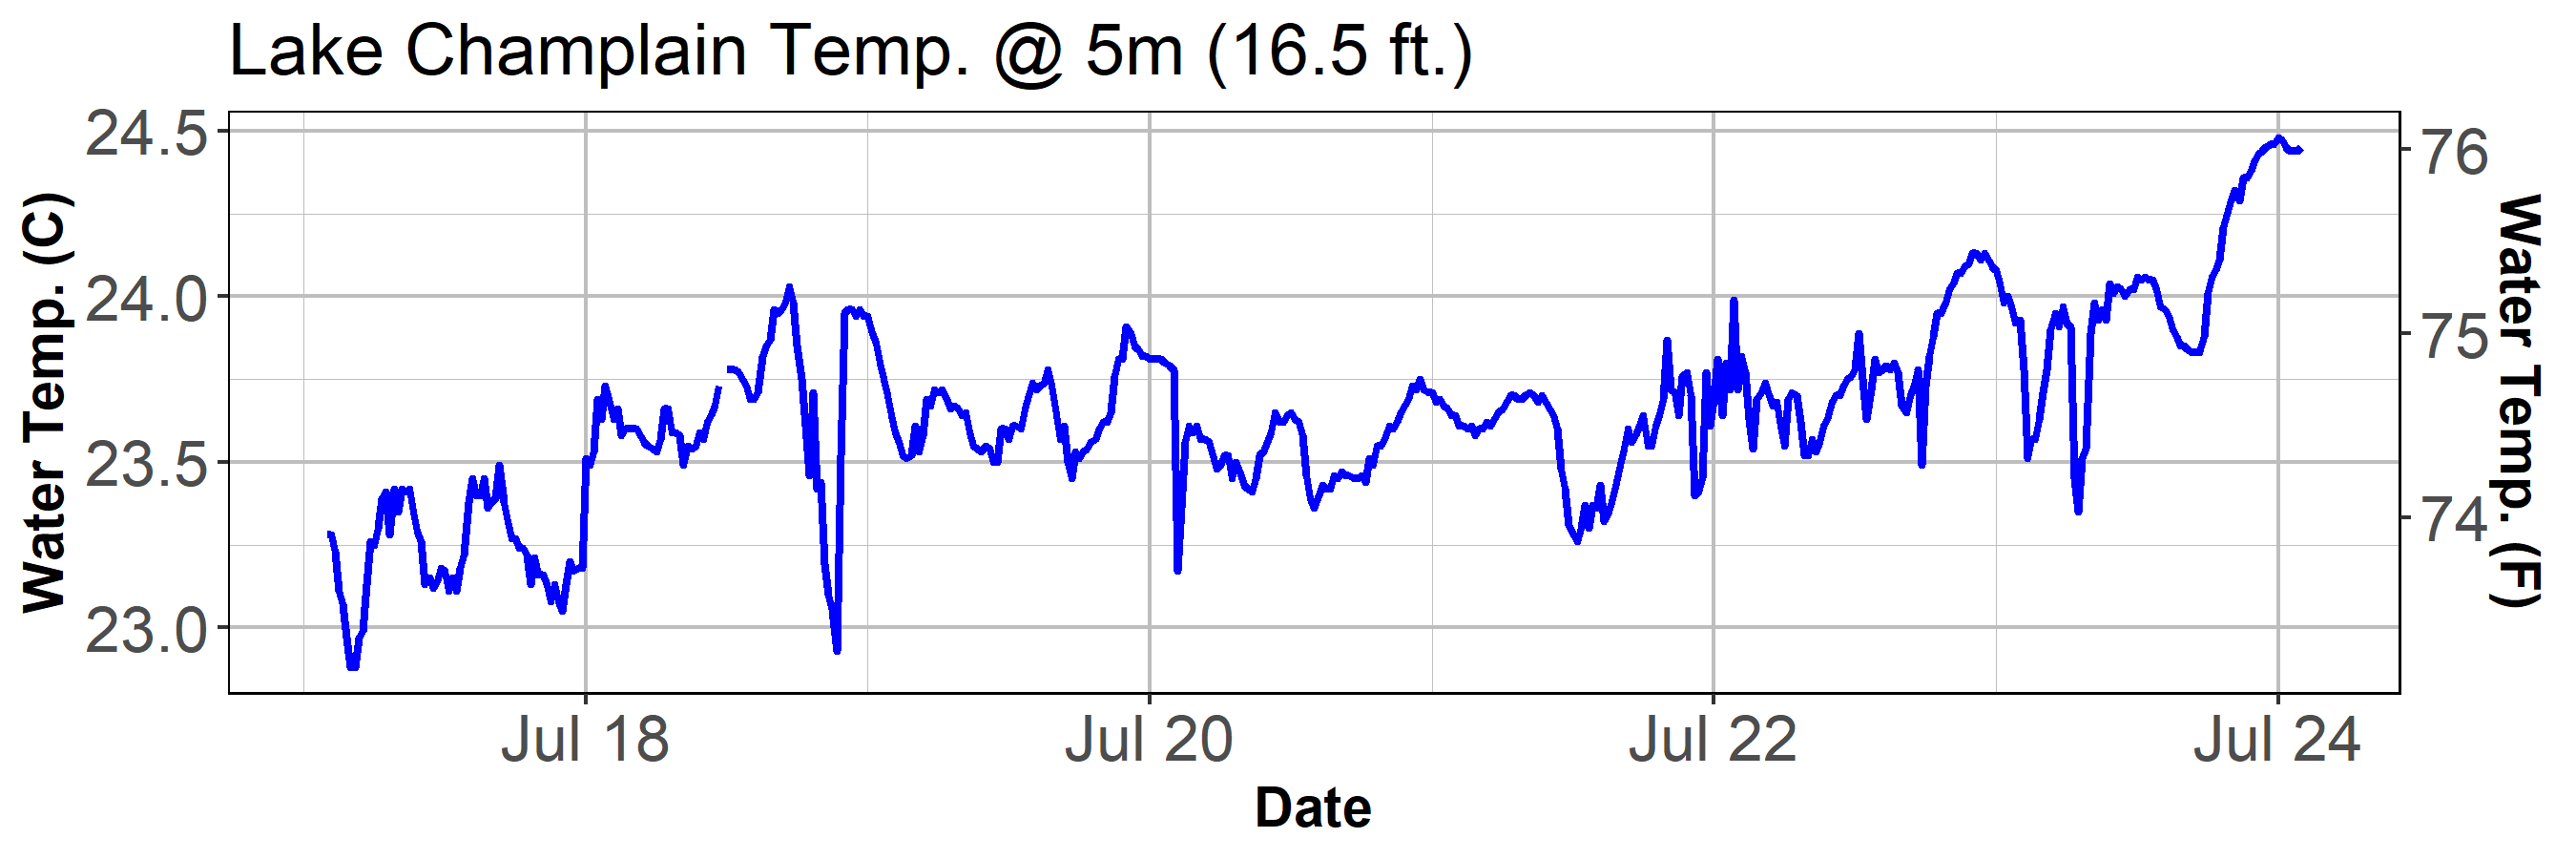 Lake Champlain Temp. @ 5m (16.5 ft.)
Water Temp. (C)
24.5
24.0
23.5
23.0
76
75
74
Water Temp. (F)
Jul 18 Jul 20 Jul 22 Jul 24
Date